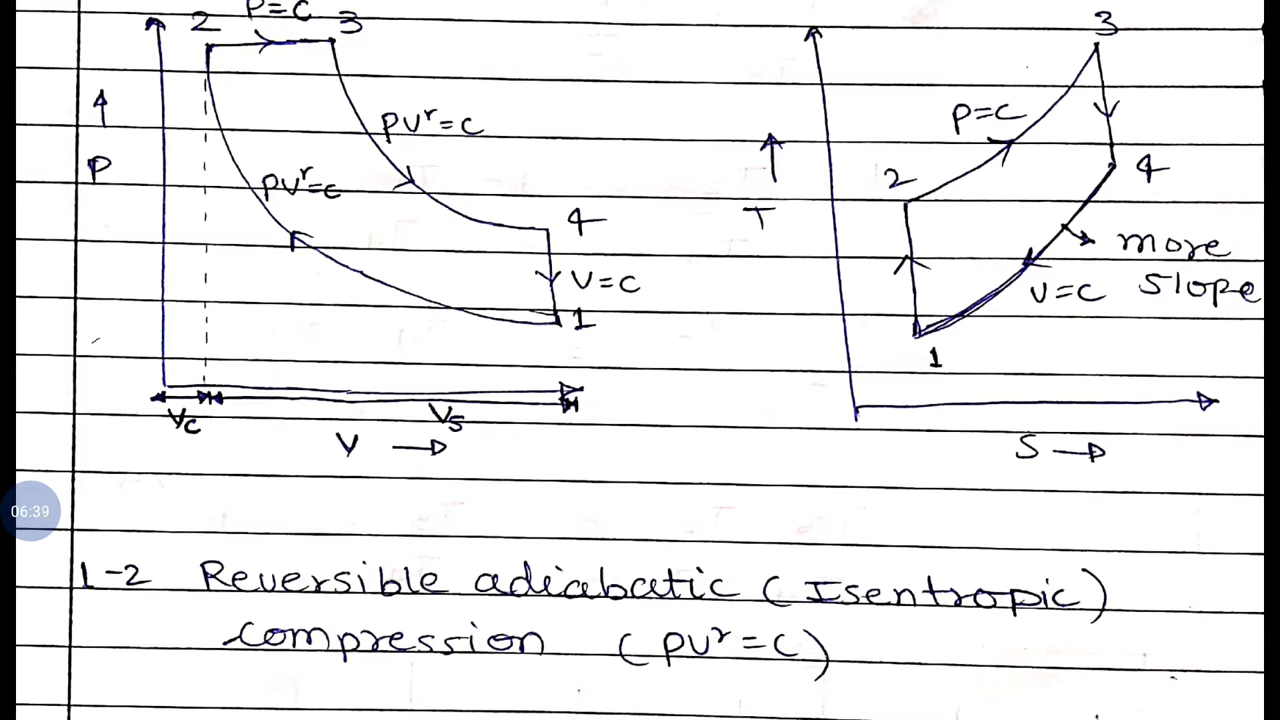 P=C
2
3
P
PV^r=C
PV^r=C
4
V=C
1
Vc
Vs
V
3
P=C
2
4
T
more
slope
V=C
1
S
06:39
1-2 Reversible adiabatic (Isentropic)
compression (PV^r=C)